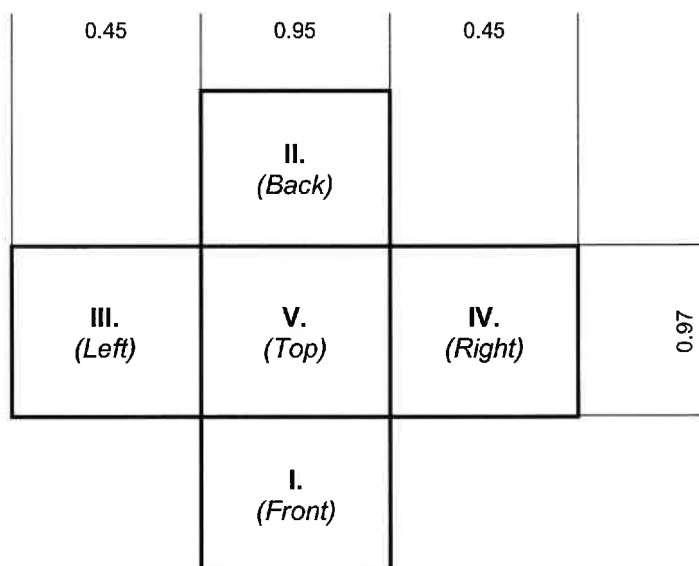 0.45 0.95 0.45
II.
(Back)
III. V. IV.
(Left) (Top) (Right)
0.97
I.
(Front)